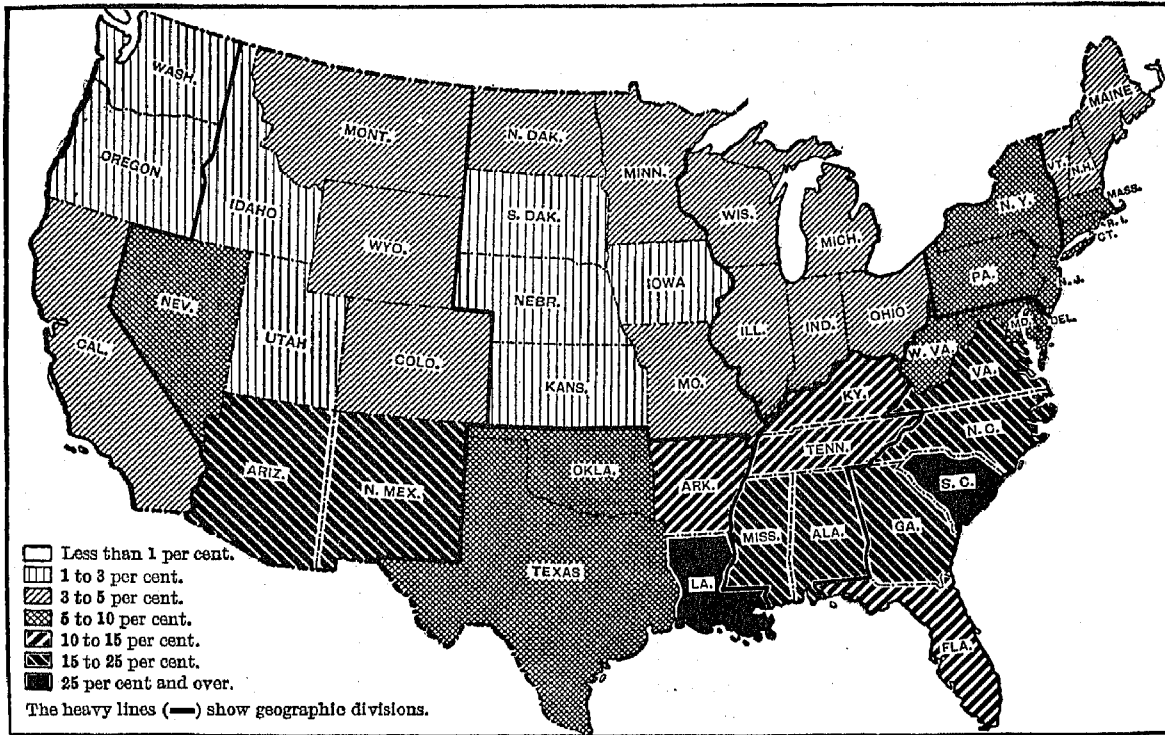 WASH.
OREGON
IDAHO
MONT.
N. DAK.
MINN.
S. DAK.
WYO.
WIS.
MICH.
IOWA
NEBR.
NEV.
UTAH
CAL.
COLO.
KANS.
MO.
ILL.
IND.
OHIO
PA.
N.Y.
VT.
N.H.
MAINE
MASS.
R. I.
CT.
N. J.
DEL.
MD.
W. VA.
VA.
KY.
N. C.
TENN.
S. C.
ARIZ.
N. MEX.
OKLA.
ARK.
TEXAS
LA.
MISS.
ALA.
GA.
FLA.
Less than 1 per cent.
1 to 3 per cent.
3 to 5 per cent.
5 to 10 per cent.
10 to 15 per cent.
15 to 25 per cent.
25 per cent and over.
The heavy lines (▬) show geographic divisions.